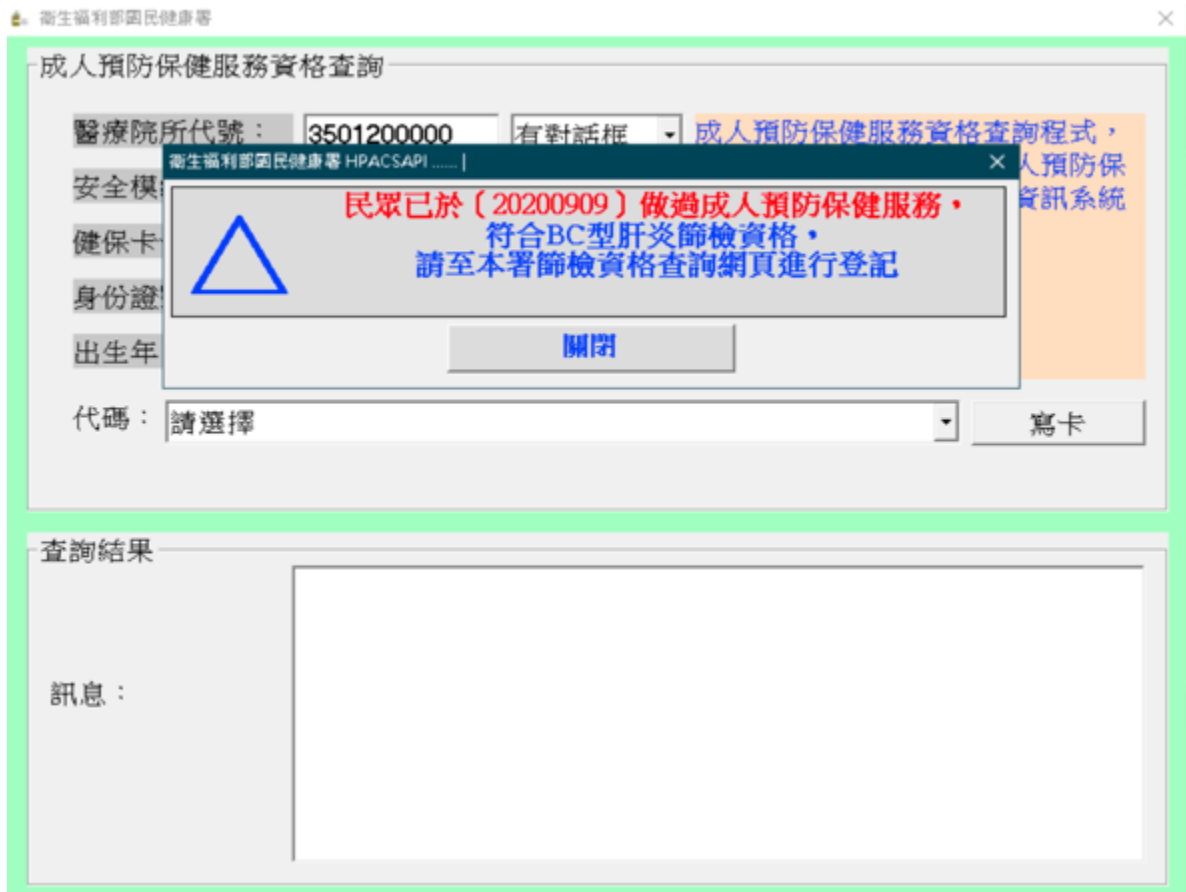 衛生福利部國民健康署
成人預防保健服務資格查詢
醫療院所代號： 3501200000 有對話框 成人預防保健服務資格查詢程式，
衛生福利部國民健康署 HPACSAPI ...... |
人預防保
安全模
資訊系統
民眾已於〔20200909〕做過成人預防保健服務，
符合BC型肝炎篩檢資格，
請至本署篩檢資格查詢網頁進行登記
健保卡
身份證
出生年
關閉
代碼： 請選擇 寫卡
查詢結果
訊息：